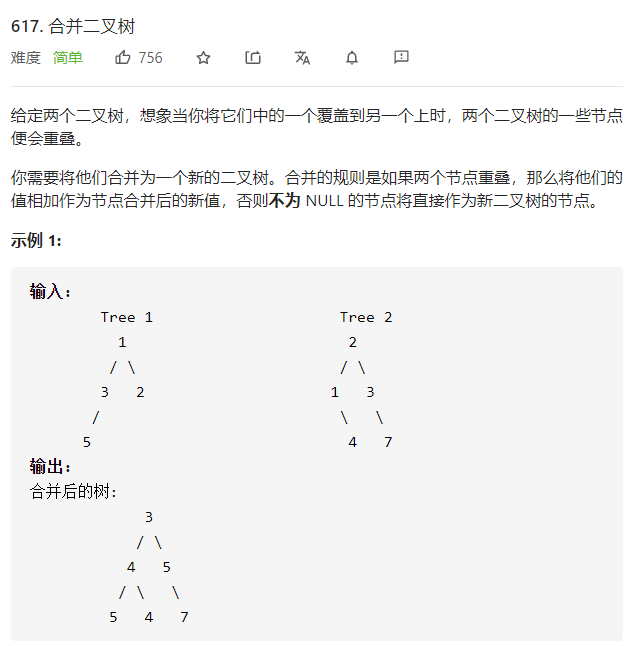 617. 合并二叉树
难度 简单 756
给定两个二叉树，想象当你将它们中的一个覆盖到另一个上时，两个二叉树的一些节点
便会重叠。
你需要将他们合并为一个新的二叉树。合并的规则是如果两个节点重叠，那么将他们的
值相加作为节点合并后的新值，否则不为 NULL 的节点将直接作为新二叉树的节点。
示例 1:
输入:
Tree 1 Tree 2
1 2
/ \ / \
3 2 1 3
/ \ \
5 4 7
输出:
合并后的树:
3
/ \
4 5
/ \ \
5 4 7